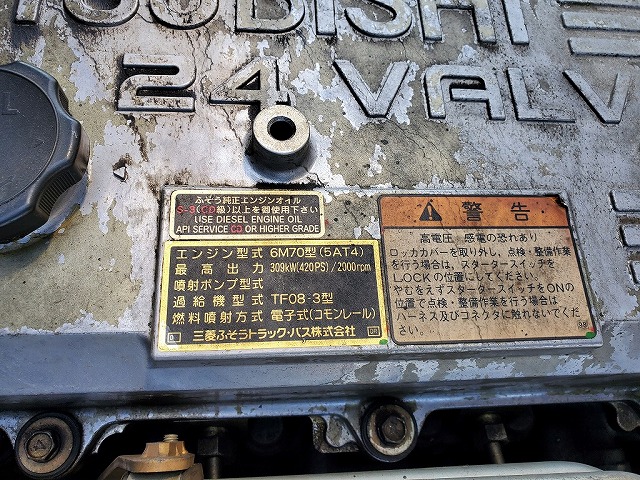 24 VALV
L
ふそう純正エンジンオイル
S-3(CD級)以上を御使用下さい
USE DIESEL ENGINE OIL
API SERVICE CD OR HIGHER GRADE
エンジン型式 6M70型(5AT4)
最高出力 309kW(420PS)/2000rpm
噴射ポンプ型式
過給機型式 TF08-3型
燃料噴射方式 電子式(コモンレール)
三菱ふそうトラック・バス株式会社
警告
高電圧 感電の恐れあり
ロッカカバーを取り外し、点検・整備作業
を行う場合は、スタータースイッチを
LOCKの位置にしてください。
やむをえずスタータースイッチをONの
位置で点検・整備作業を行う場合は
ハーネス及びコネクタに触れないでくだ
さい。